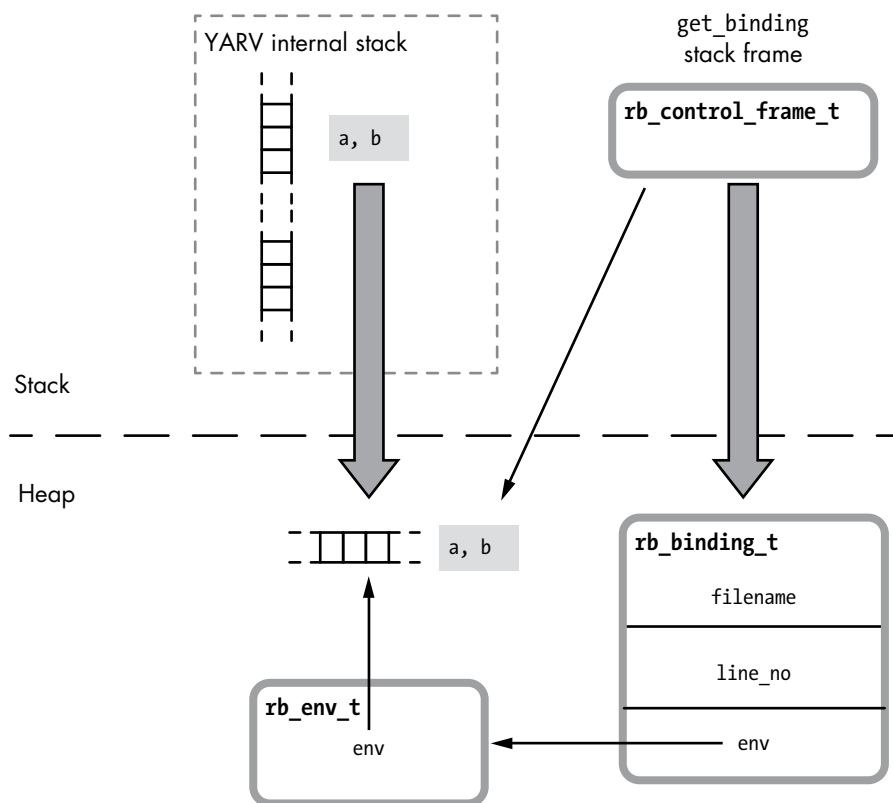 YARV internal stack
a, b
get_binding
stack frame
rb_control_frame_t
Stack
Heap
a, b
rb_binding_t
filename
line_no
env
rb_env_t
env